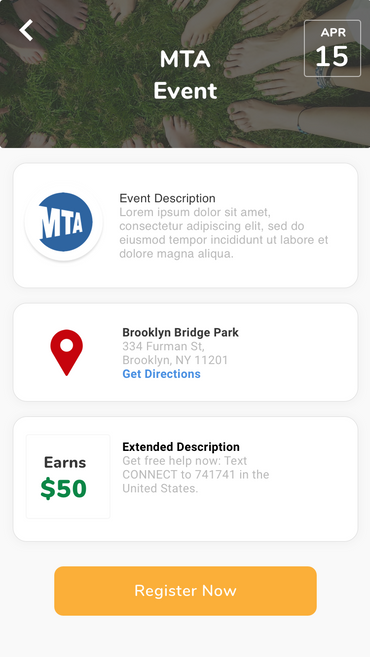 APR
15
MTA
Event
MTA
Event Description
Lorem ipsum dolor sit amet,
consectetur adipiscing elit, sed do
eiusmod tempor incididunt ut labore et
dolore magna aliqua.
Brooklyn Bridge Park
334 Furman St,
Brooklyn, NY 11201
Get Directions
Earns
$50
Extended Description
Get free help now: Text
CONNECT to 741741 in the
United States.
Register Now